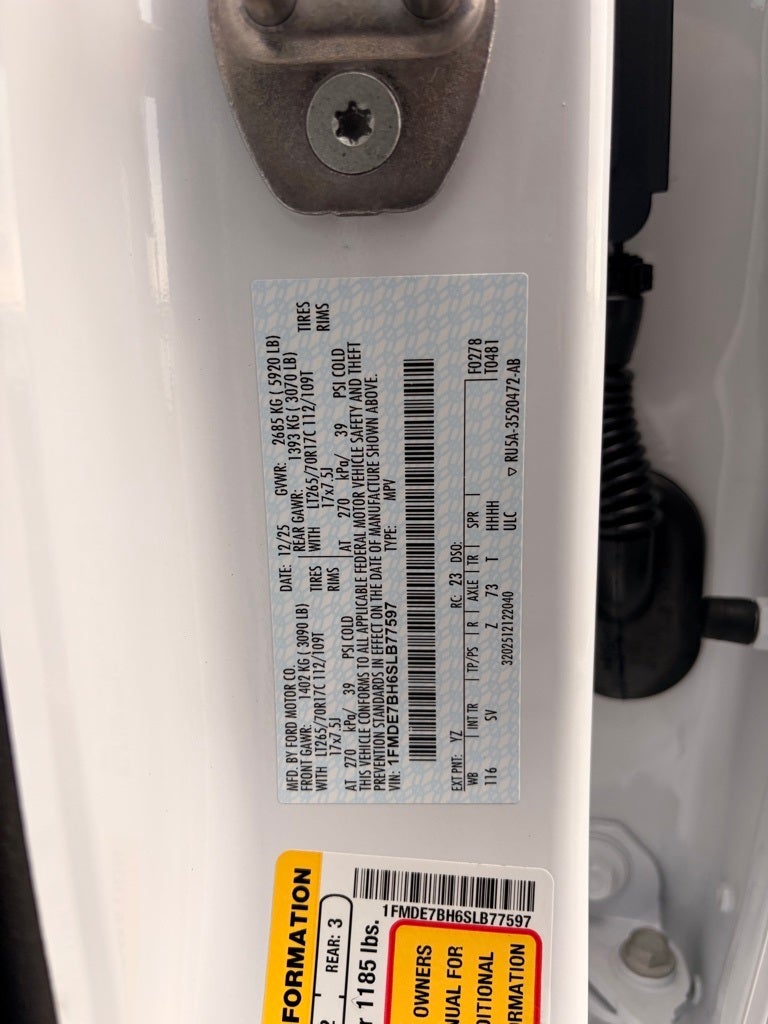 MFD. BY FORD MOTOR CO.
DATE: 12/25 GVWR: 2685 KG ( 5920 LB)
FRONT GAWR: 1402 KG ( 3090 LB) REAR GAWR: 1393 KG ( 3070 LB)
WITH LT265/70R17C 112/109T TIRES WITH LT265/70R17C 112/109T TIRES
17x7.5J RIMS 17x7.5J RIMS
AT 270 kPa/ 39 PSI COLD AT 270 kPa/ 39 PSI COLD
THIS VEHICLE CONFORMS TO ALL APPLICABLE FEDERAL MOTOR VEHICLE SAFETY AND THEFT
PREVENTION STANDARDS IN EFFECT ON THE DATE OF MANUFACTURE SHOWN ABOVE.
VIN: 1FMDE7BH6SLB77597 TYPE: MPV
EXT PNT: YZ RC: 23 DSO: F0278
WB INT TR TP/PS R AXLE TR SPR T0481
116 SV Z 73 T HHHH
3202512122040 ULC ▽ RU5A-3520472-AB
FORMATION
REAR: 3
1185 lbs.
1FMDE7BH6SLB77597
OWNERS
NUAL FOR
DITIONAL
RMATION